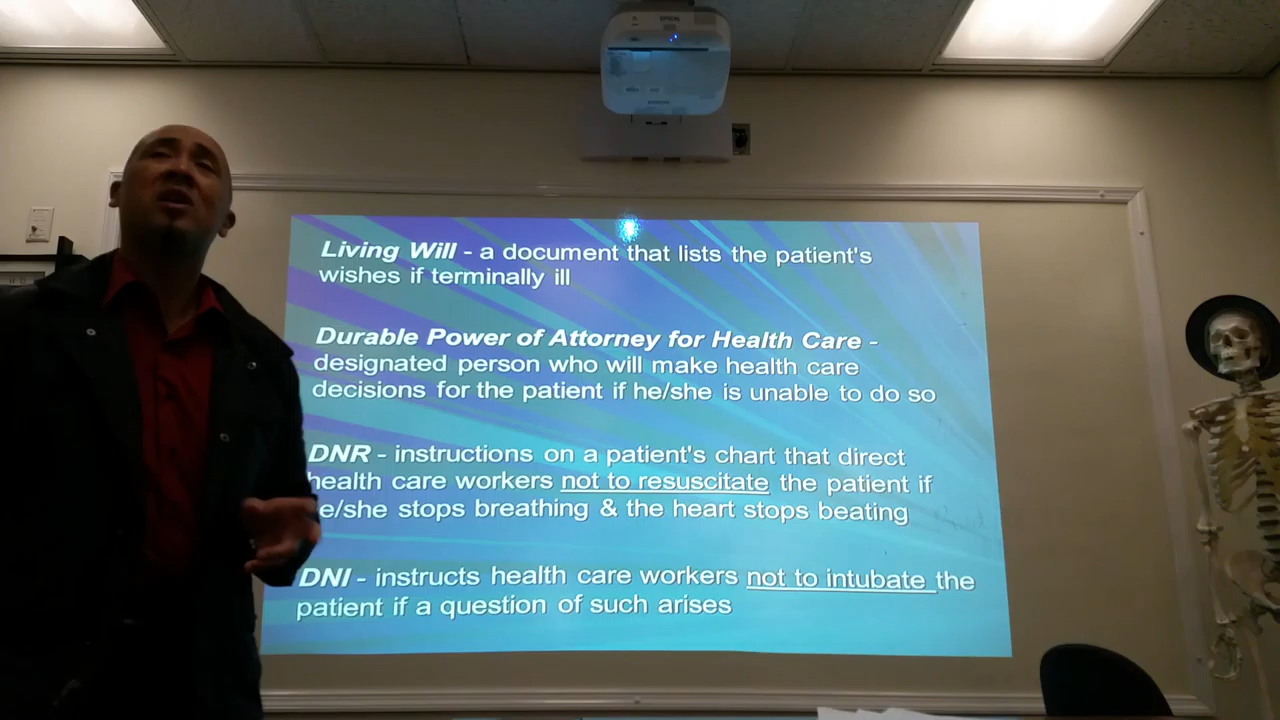 EPSON
Living Will - a document that lists the patient's
wishes if terminally ill
Durable Power of Attorney for Health Care -
designated person who will make health care
decisions for the patient if he/she is unable to do so
DNR - instructions on a patient's chart that direct
health care workers not to resuscitate the patient if
e/she stops breathing & the heart stops beating
DNI - instructs health care workers not to intubate the
patient if a question of such arises